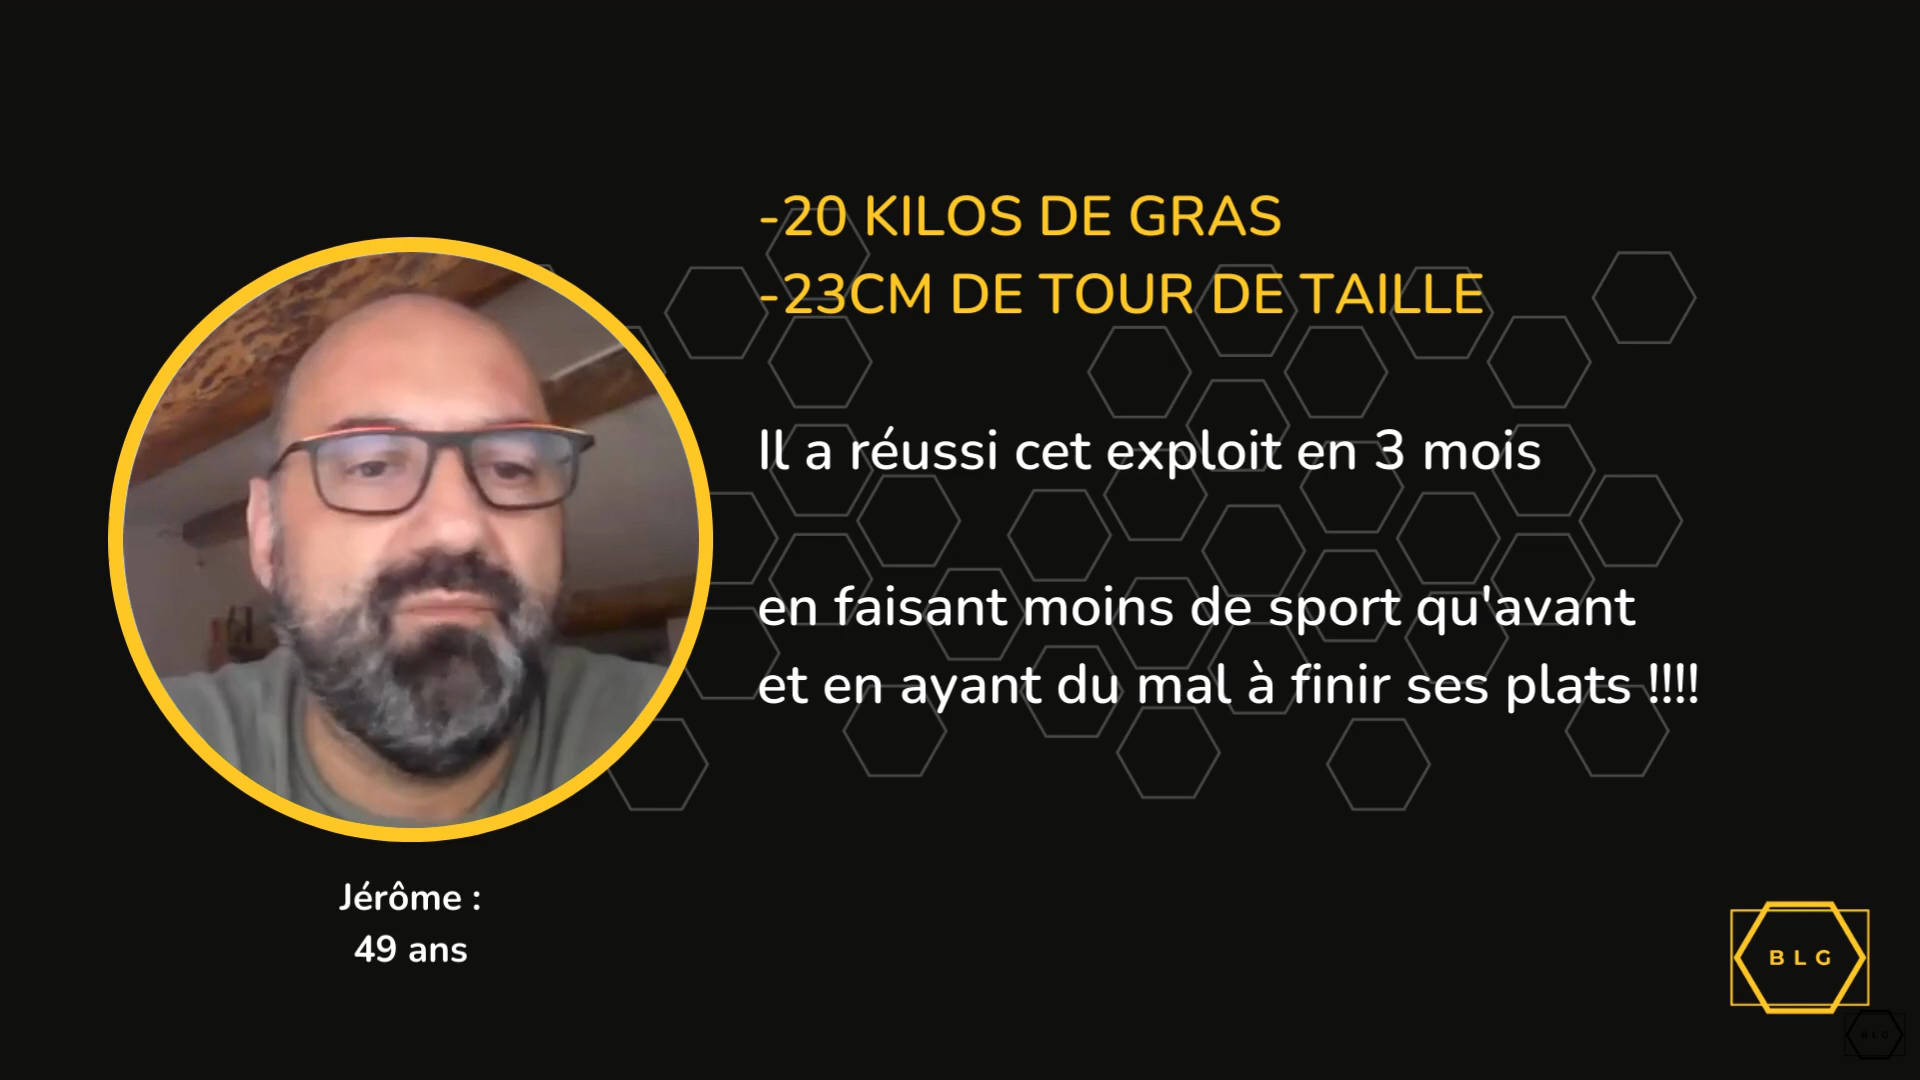 -20 KILOS DE GRAS
-23CM DE TOUR DE TAILLE
Il a réussi cet exploit en 3 mois
en faisant moins de sport qu'avant
et en ayant du mal à finir ses plats !!!!
Jérôme :
49 ans
BLG
BLG